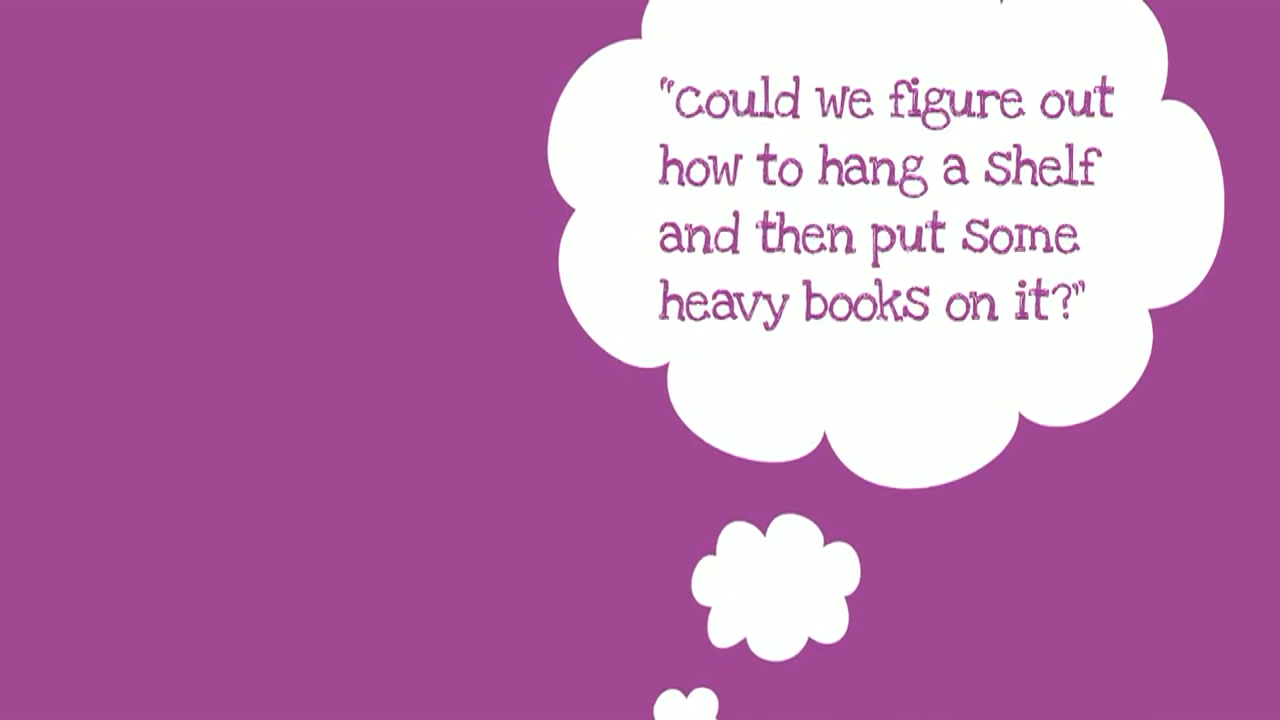 "Could we figure out
how to hang a shelf
and then put some
heavy books on it?"